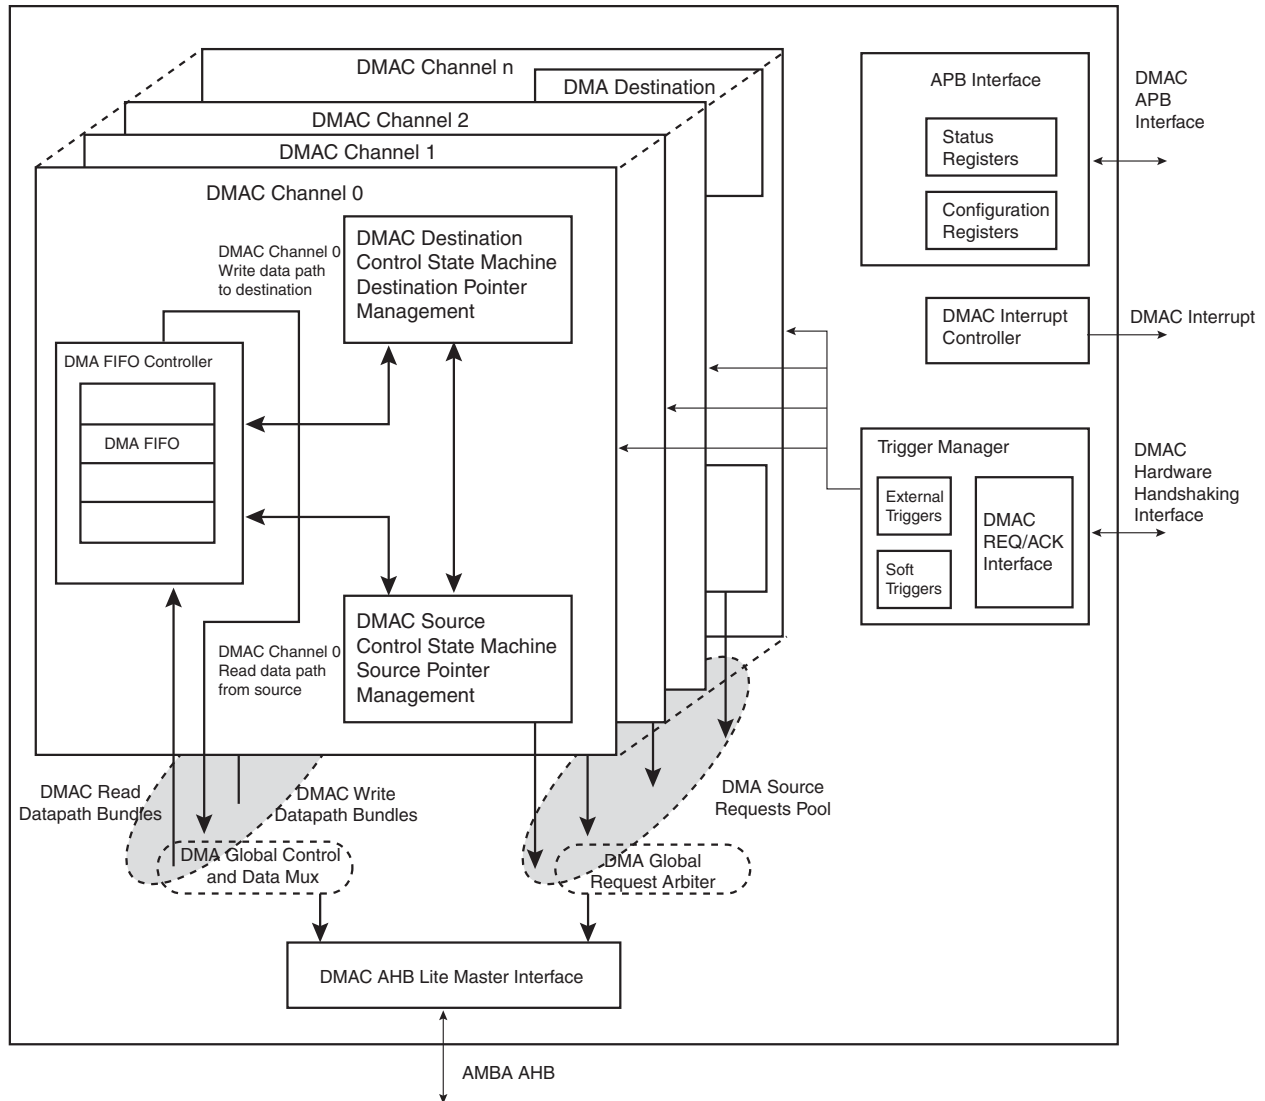 DMAC Channel n
DMA Destination
DMAC Channel 2
DMAC Channel 1
DMAC Channel 0
DMAC Destination
Control State Machine
Destination Pointer
Management
DMAC Channel 0
Write data path
to destination
DMA FIFO Controller
DMA FIFO
DMAC Source
Control State Machine
Source Pointer
Management
DMAC Channel 0
Read data path
from source
APB Interface
Status
Registers
Configuration
Registers
DMAC
APB
Interface
DMAC Interrupt
Controller
DMAC Interrupt
Trigger Manager
External
Triggers
Soft
Triggers
DMAC
REQ/ACK
Interface
DMAC
Hardware
Handshaking
Interface
DMAC Read
Datapath Bundles
DMAC Write
Datapath Bundles
DMA Source
Requests Pool
DMA Global Control
and Data Mux
DMA Global
Request Arbiter
DMAC AHB Lite Master Interface
AMBA AHB